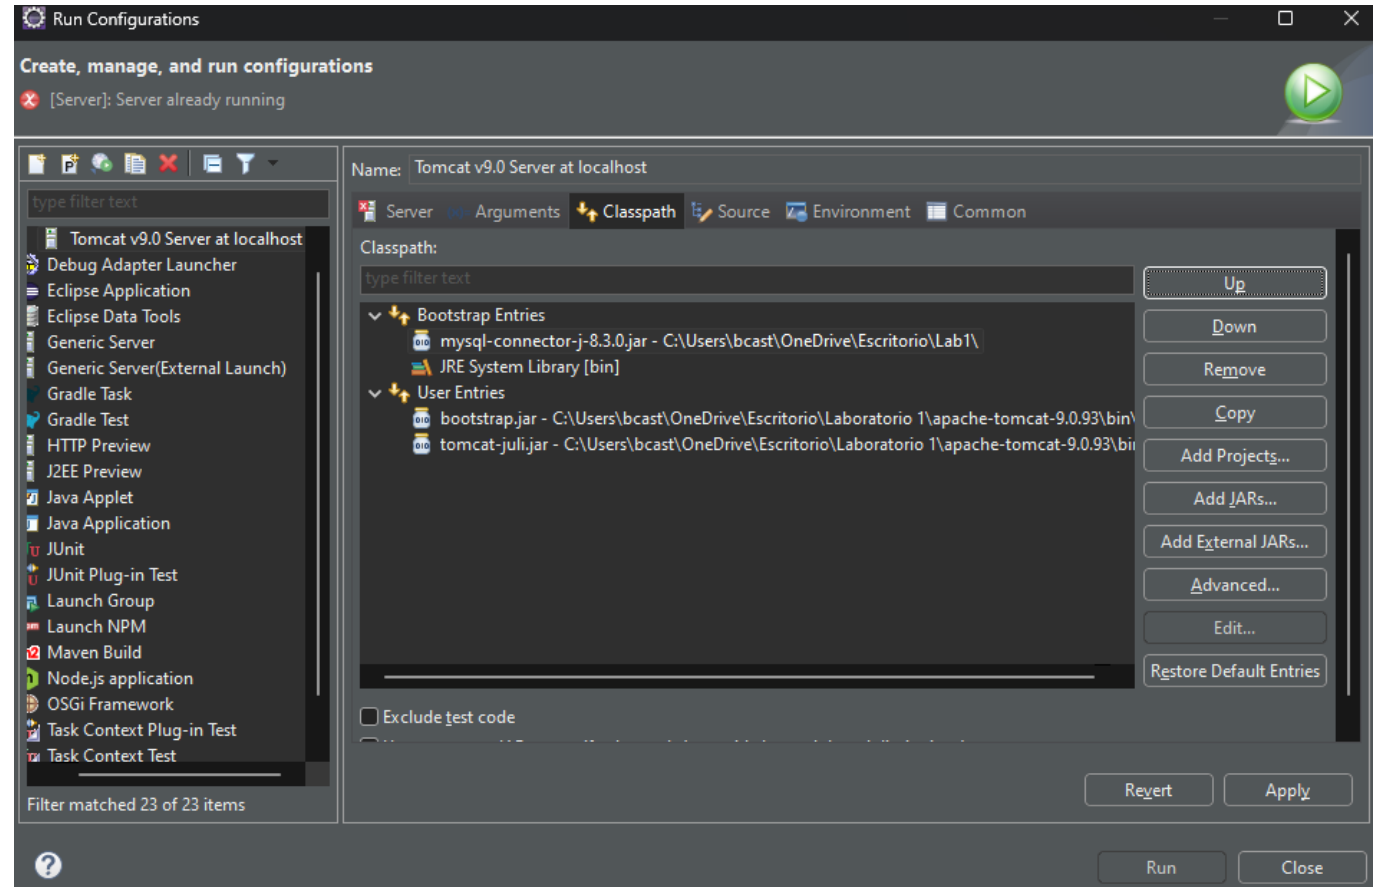 Run Configurations
Create, manage, and run configurations
[Server]: Server already running
type filter text
Tomcat v9.0 Server at localhost
Debug Adapter Launcher
Eclipse Application
Eclipse Data Tools
Generic Server
Generic Server(External Launch)
Gradle Task
Gradle Test
HTTP Preview
J2EE Preview
Java Applet
Java Application
JUnit
JUnit Plug-in Test
Launch Group
Launch NPM
Maven Build
Node.js application
OSGi Framework
Task Context Plug-in Test
Task Context Test
Filter matched 23 of 23 items
Name: Tomcat v9.0 Server at localhost
Server Arguments Classpath Source Environment Common
Classpath:
type filter text
Bootstrap Entries
mysql-connector-j-8.3.0.jar - C:\Users\bcast\OneDrive\Escritorio\Lab1\
JRE System Library [bin]
User Entries
bootstrap.jar - C:\Users\bcast\OneDrive\Escritorio\Laboratorio 1\apache-tomcat-9.0.93\bin\
tomcat-juli.jar - C:\Users\bcast\OneDrive\Escritorio\Laboratorio 1\apache-tomcat-9.0.93\bi
Up
Down
Remove
Copy
Add Projects...
Add JARs...
Add External JARs...
Advanced...
Edit...
Restore Default Entries
Exclude test code
Revert Apply
Run Close